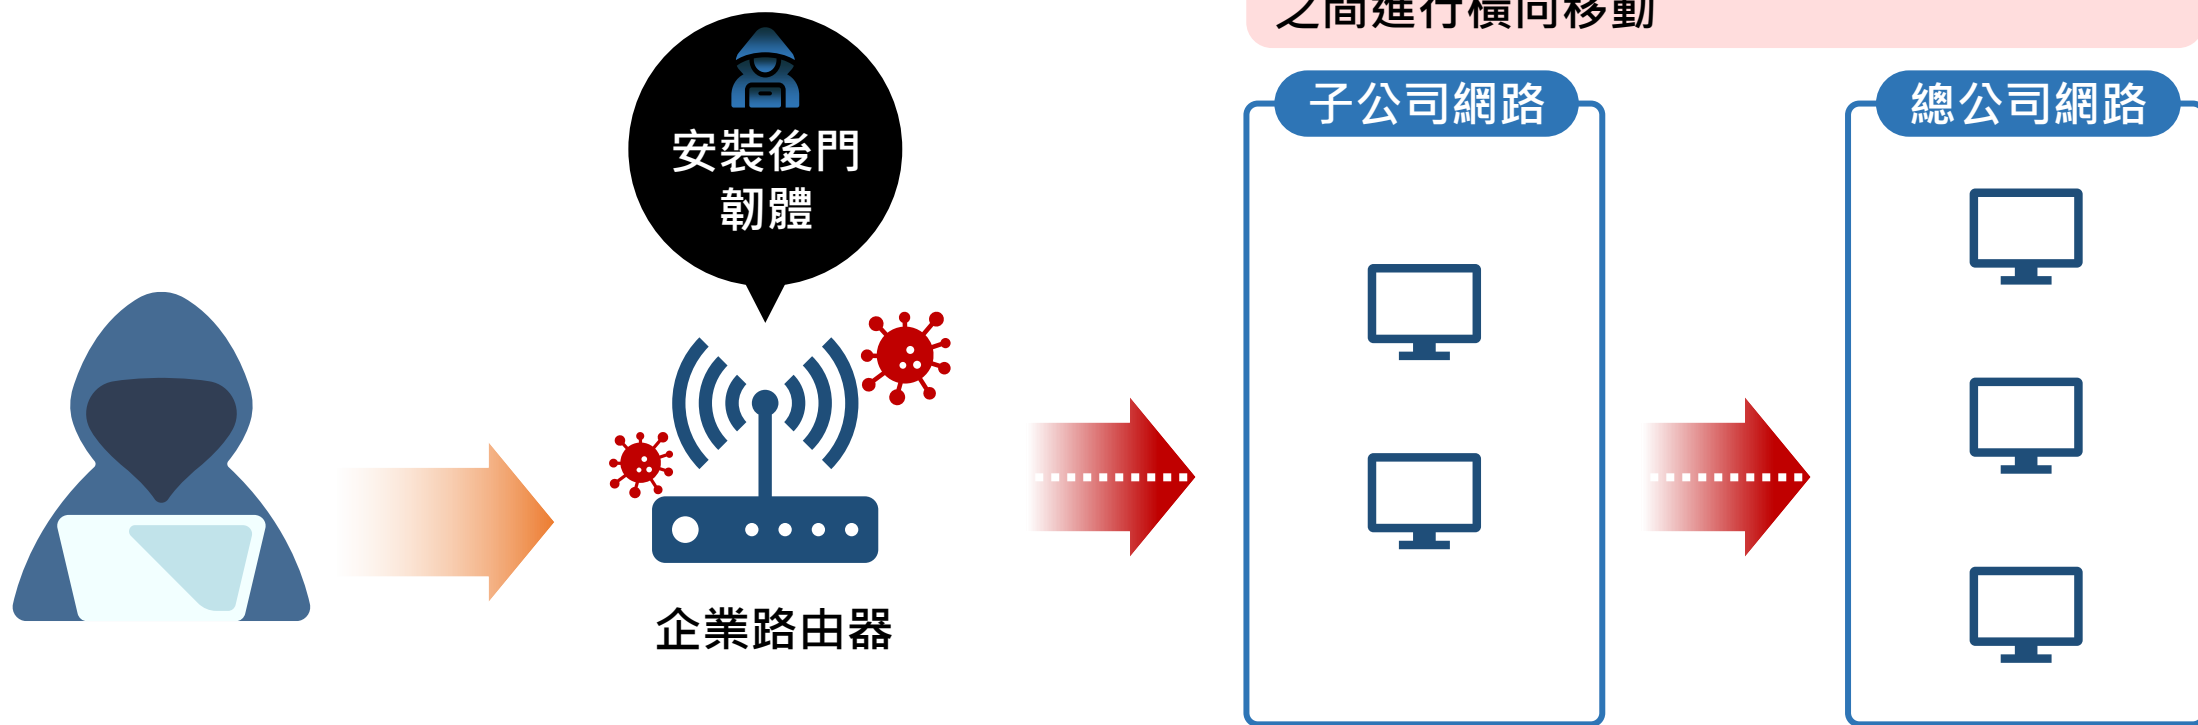 之間進行橫向移動
安裝後門
韌體
子公司網路
總公司網路
企業路由器